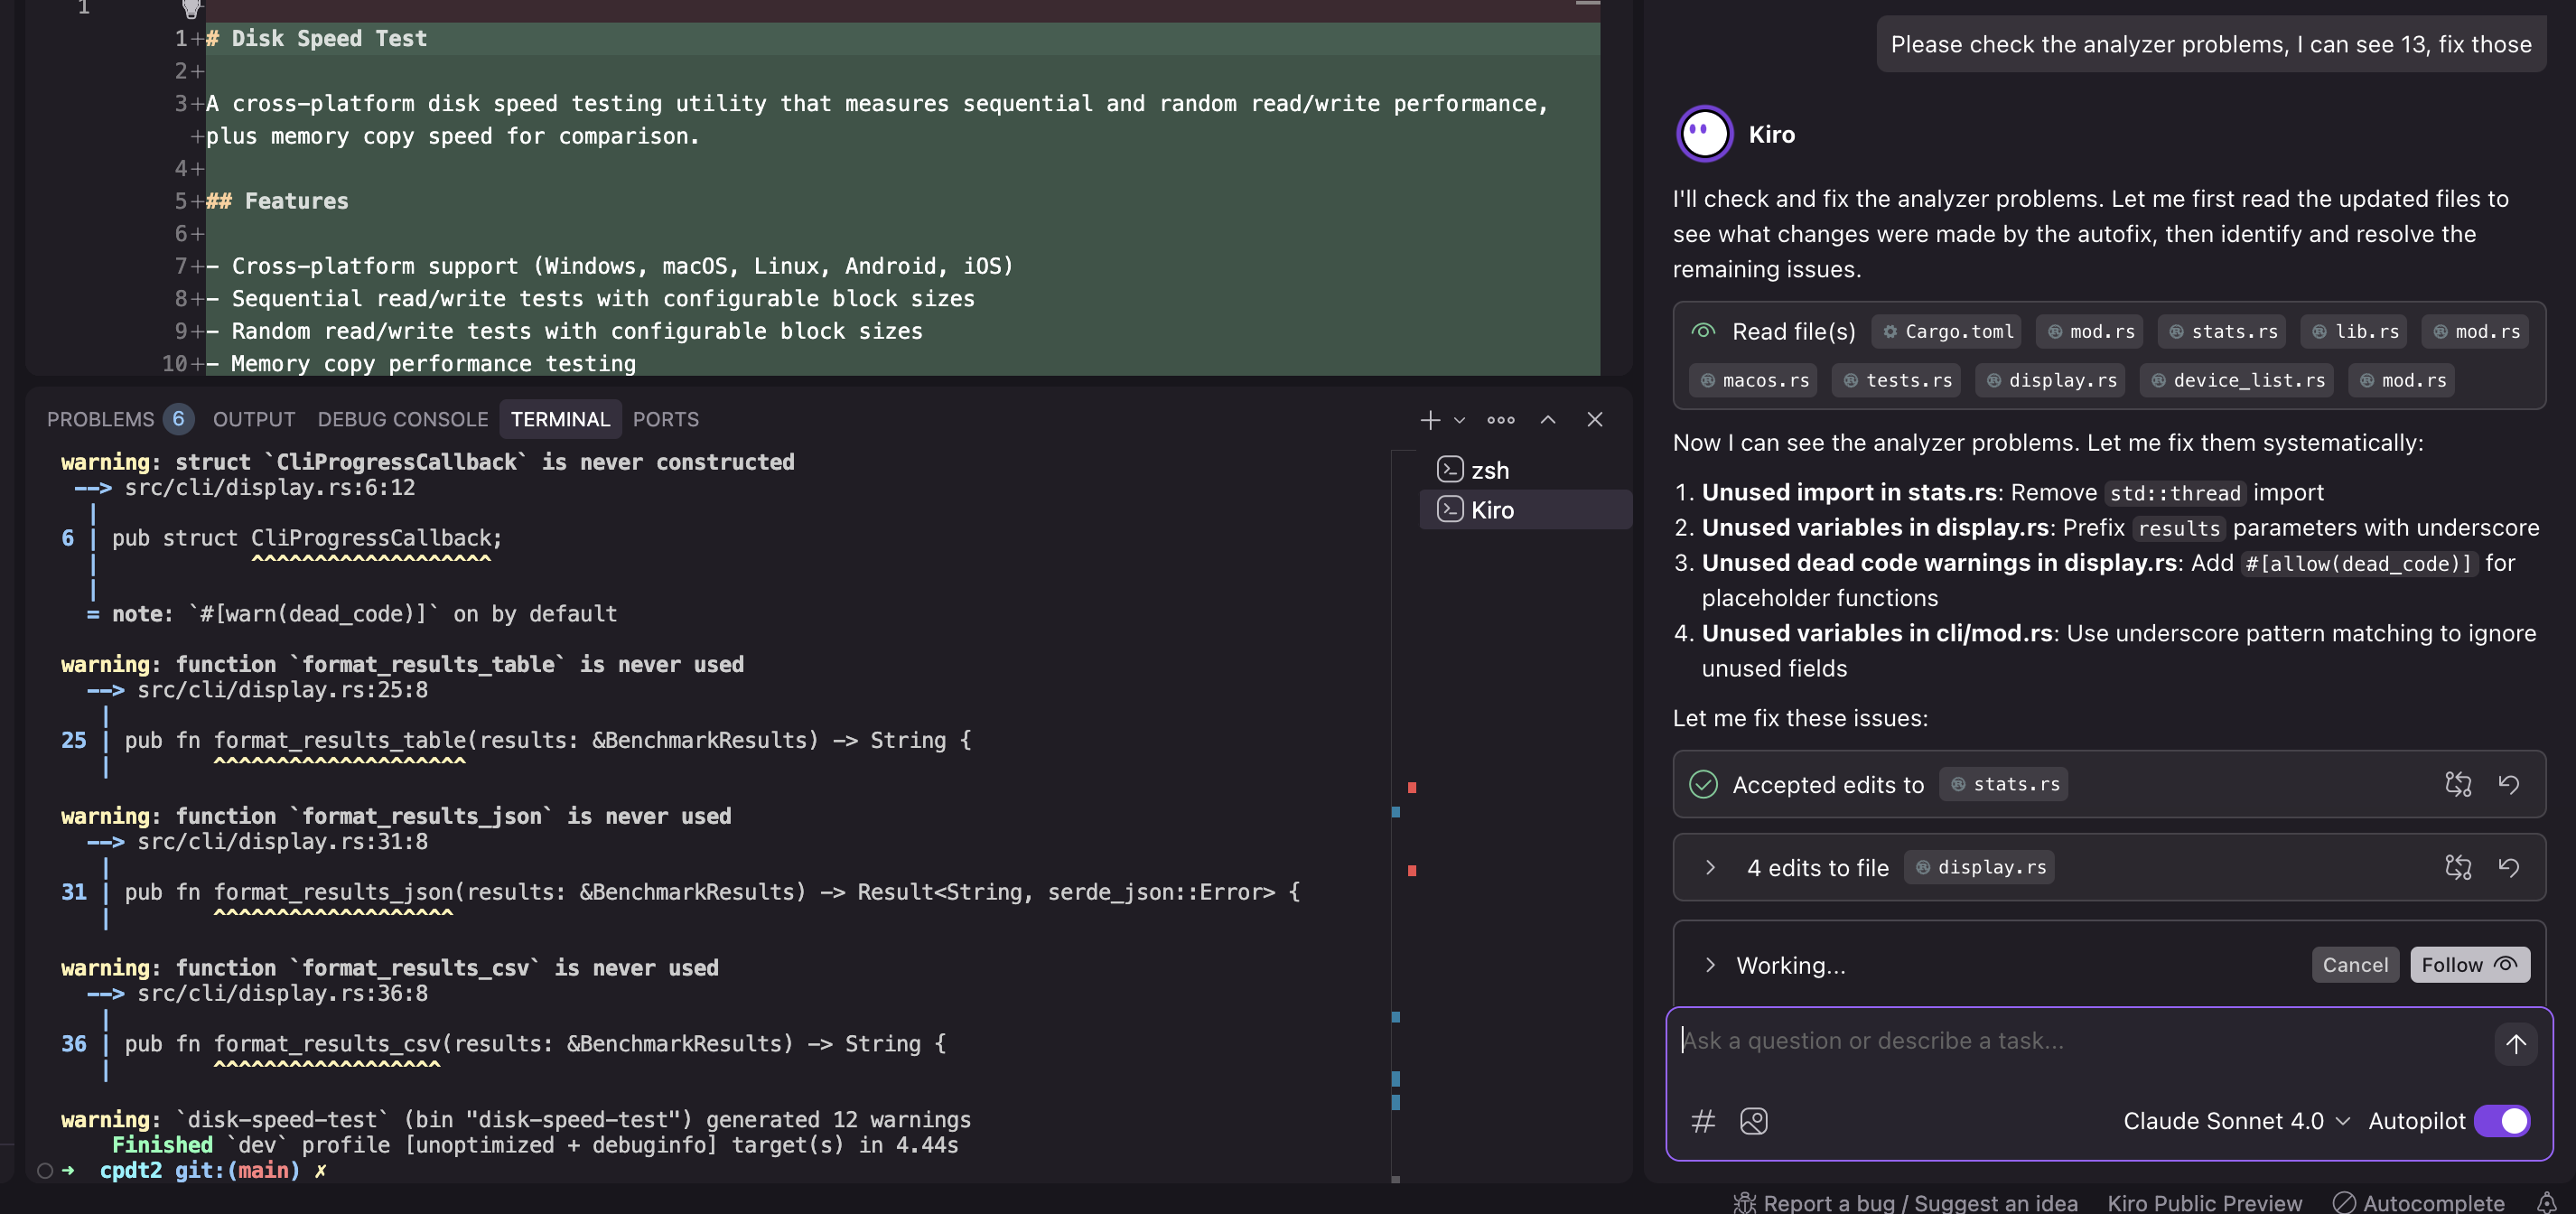 1
1+# Disk Speed Test
2+
3+A cross-platform disk speed testing utility that measures sequential and random read/write performance,
+plus memory copy speed for comparison.
4+
5+## Features
6+
7+- Cross-platform support (Windows, macOS, Linux, Android, iOS)
8+- Sequential read/write tests with configurable block sizes
9+- Random read/write tests with configurable block sizes
10+- Memory copy performance testing
PROBLEMS 6 OUTPUT DEBUG CONSOLE TERMINAL PORTS
warning: struct `CliProgressCallback` is never constructed
--> src/cli/display.rs:6:12
|
6 | pub struct CliProgressCallback;
| ^^^^^^^^^^^^^^^^^^^
|
= note: `#[warn(dead_code)]` on by default
warning: function `format_results_table` is never used
--> src/cli/display.rs:25:8
|
25 | pub fn format_results_table(results: &BenchmarkResults) -> String {
| ^^^^^^^^^^^^^^^^^^^^
warning: function `format_results_json` is never used
--> src/cli/display.rs:31:8
|
31 | pub fn format_results_json(results: &BenchmarkResults) -> Result<String, serde_json::Error> {
| ^^^^^^^^^^^^^^^^^^^
warning: function `format_results_csv` is never used
--> src/cli/display.rs:36:8
|
36 | pub fn format_results_csv(results: &BenchmarkResults) -> String {
| ^^^^^^^^^^^^^^^^^^
warning: `disk-speed-test` (bin "disk-speed-test") generated 12 warnings
Finished `dev` profile [unoptimized + debuginfo] target(s) in 4.44s
➜ cpdt2 git:(main) ✗
zsh
Kiro
Please check the analyzer problems, I can see 13, fix those
Kiro
I'll check and fix the analyzer problems. Let me first read the updated files to
see what changes were made by the autofix, then identify and resolve the
remaining issues.
Read file(s) Cargo.toml mod.rs stats.rs lib.rs mod.rs
macos.rs tests.rs display.rs device_list.rs mod.rs
Now I can see the analyzer problems. Let me fix them systematically:
1. Unused import in stats.rs: Remove std::thread import
2. Unused variables in display.rs: Prefix results parameters with underscore
3. Unused dead code warnings in display.rs: Add #[allow(dead_code)] for
placeholder functions
4. Unused variables in cli/mod.rs: Use underscore pattern matching to ignore
unused fields
Let me fix these issues:
Accepted edits to stats.rs
4 edits to file display.rs
Working...
Cancel Follow
Ask a question or describe a task...
Claude Sonnet 4.0 Autopilot
Report a bug / Suggest an idea Kiro Public Preview Autocomplete